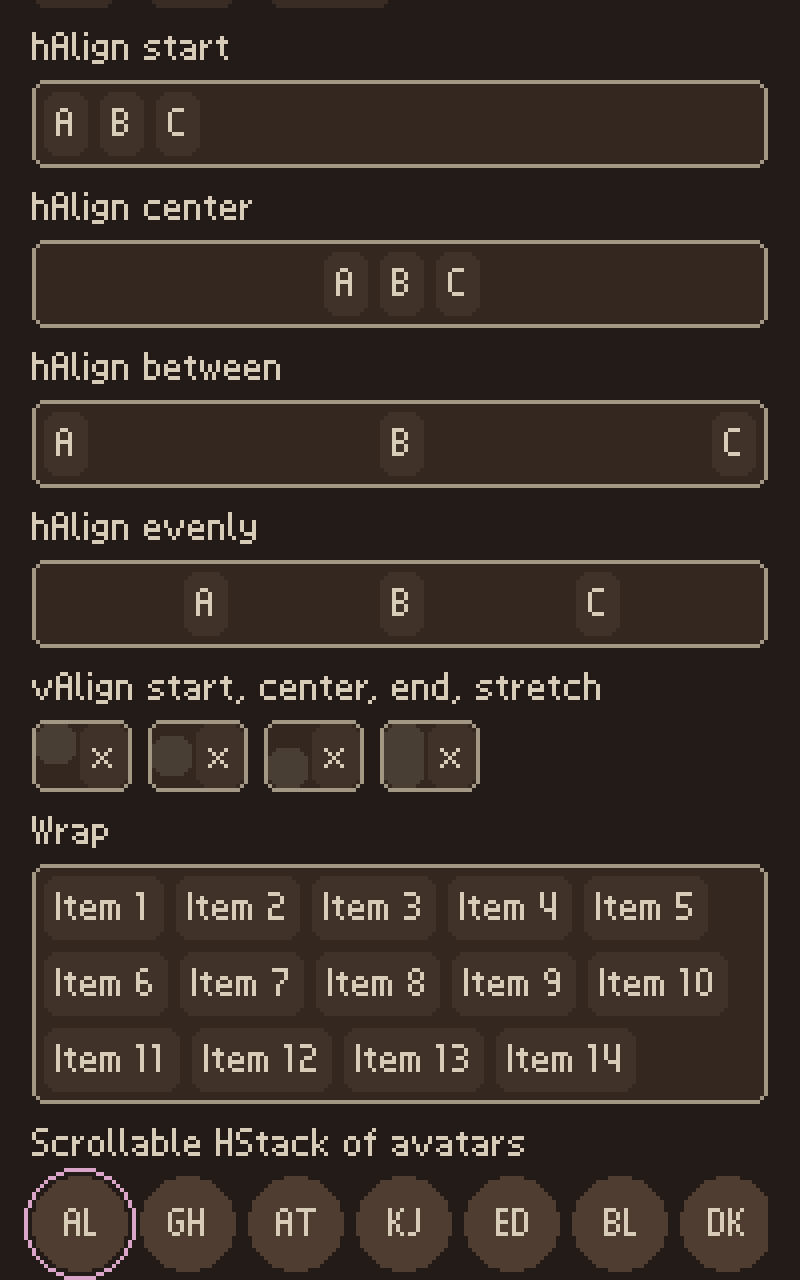 hAlign start
A B C
hAlign center
A B C
hAlign between
A B C
hAlign evenly
A B C
vAlign start, center, end, stretch
x x x x
Wrap
Item 1 Item 2 Item 3 Item 4 Item 5
Item 6 Item 7 Item 8 Item 9 Item 10
Item 11 Item 12 Item 13 Item 14
Scrollable HStack of avatars
AL GH AT KJ ED BL DK